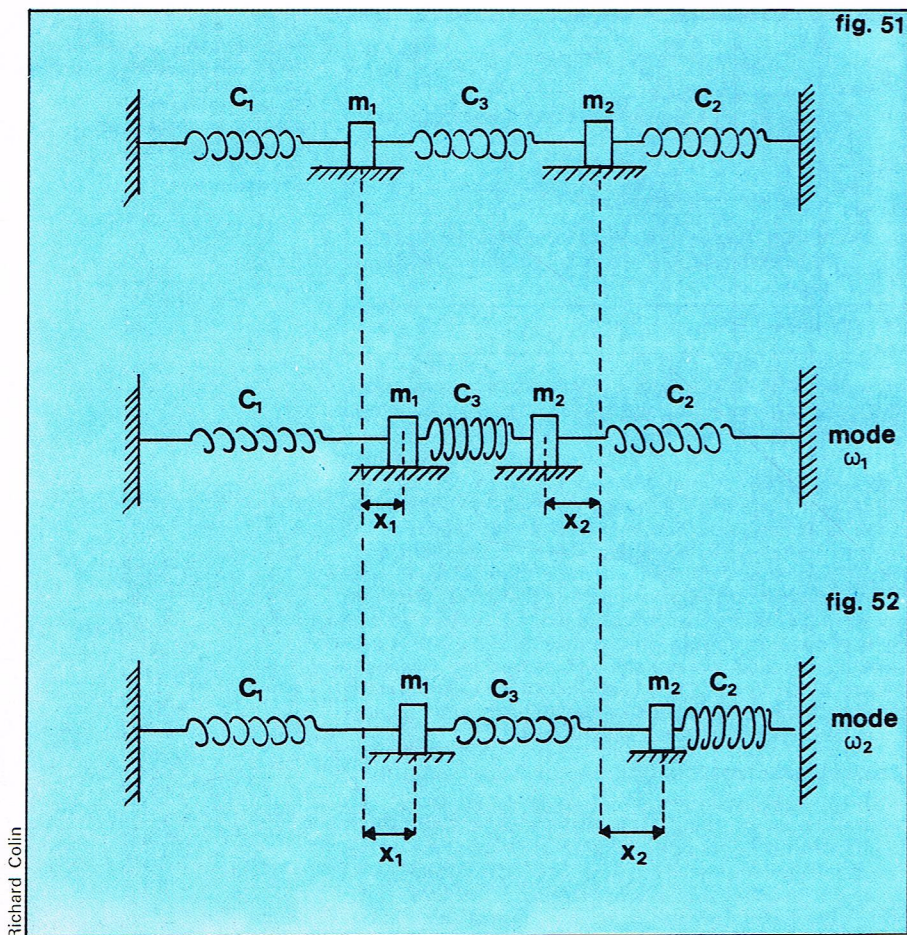 fig. 51
C₁ m₁ C₃ m₂ C₂
C₁ m₁ C₃ m₂ C₂
mode
ω₁
x₁ x₂
fig. 52
C₁ m₁ C₃ m₂ C₂
mode
ω₂
x₁ x₂
Richard Colin